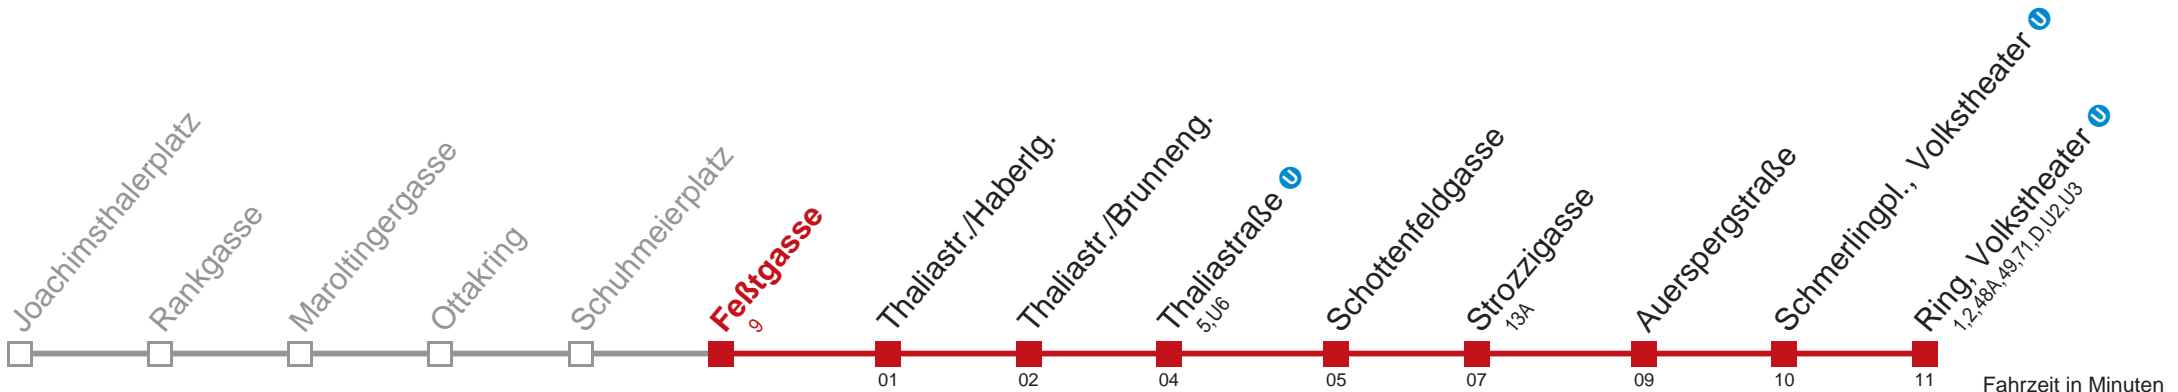 Joachimsthalerplatz
Rankgasse
Maroltingergasse
Ottakring
Schuhmeierplatz
Feßtgasse
9
Thaliastr./Haberlg.
Thaliastr./Brunneng.
Thaliastraße U
5,U6
Schottenfeldgasse
Strozzigasse
13A
Auerspergstraße
Schmerlingpl., Volkstheater U
Ring, Volkstheater U
1,2,48A,49,71,D,U2,U3
01 02 04 05 07 09 10 11 Fahrzeit in Minuten